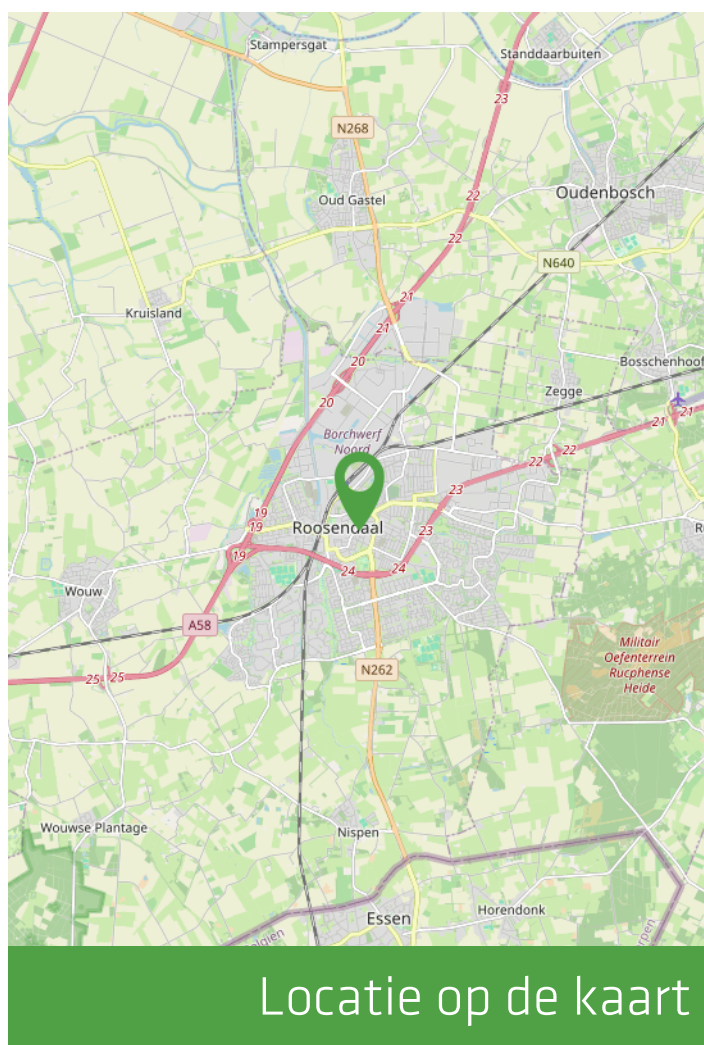 Stampersgat
Standdaarbuiten
23
N268
22
Oudenbosch
Oud Gastel
22
N640
21
Kruisland
21
20
Bosschenhoof
Zegge
20
21
21
Borchwerf
Noord
22
22
23
19
19
Roosendaal
23
19
24
24
Wouw
A58
Militair
Oefenterrein
Rucphense
Heide
N262
25
25
Wouwse Plantage
Nispen
Essen
Horendonk
Locatie op de kaart